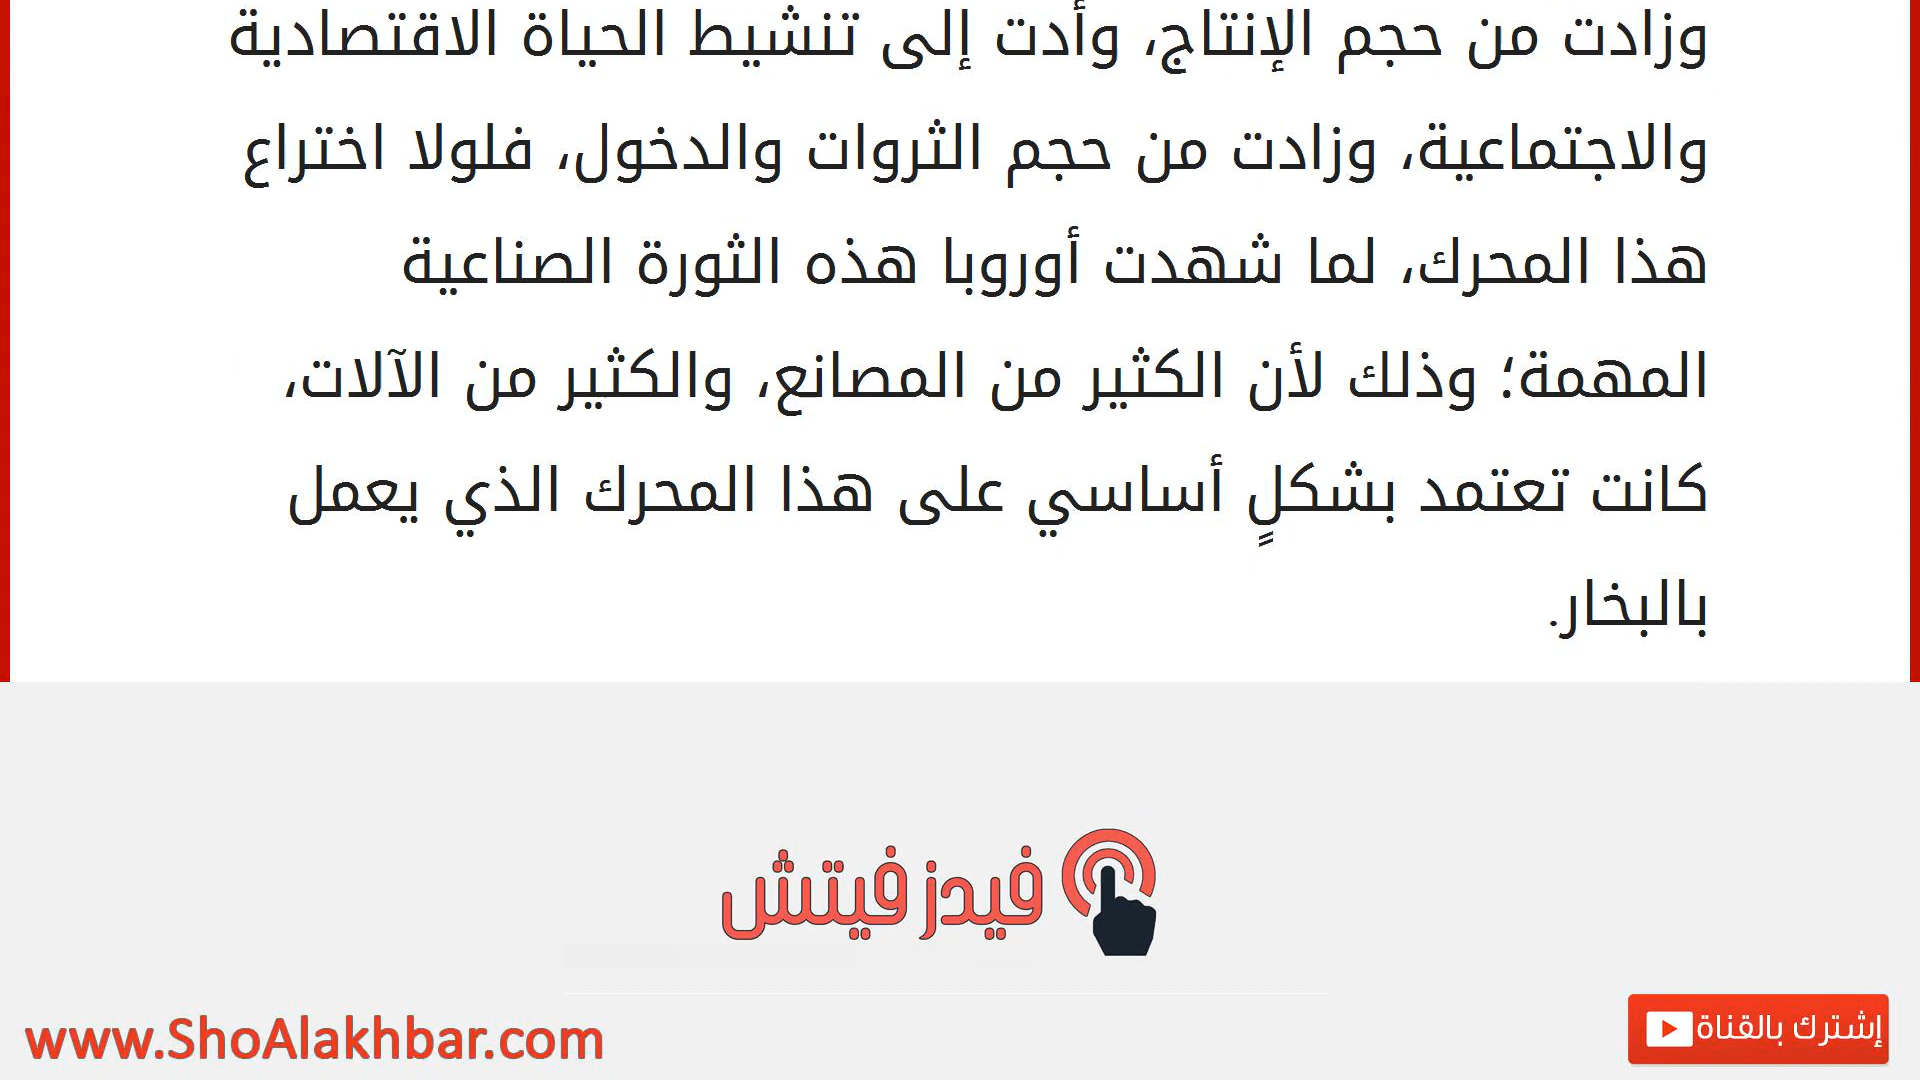 وزادت من حجم الإنتاج، وأدت إلى تنشيط الحياة الاقتصادية
والاجتماعية، وزادت من حجم الثروات والدخول، فلولا اختراع
هذا المحرك، لما شهدت أوروبا هذه الثورة الصناعية
المهمة؛ وذلك لأن الكثير من المصانع، والكثير من الآلات،
كانت تعتمد بشكلٍ أساسي على هذا المحرك الذي يعمل
بالبخار.
فيدز فيتش
www.ShoAlakhbar.com
إشترك بالقناة